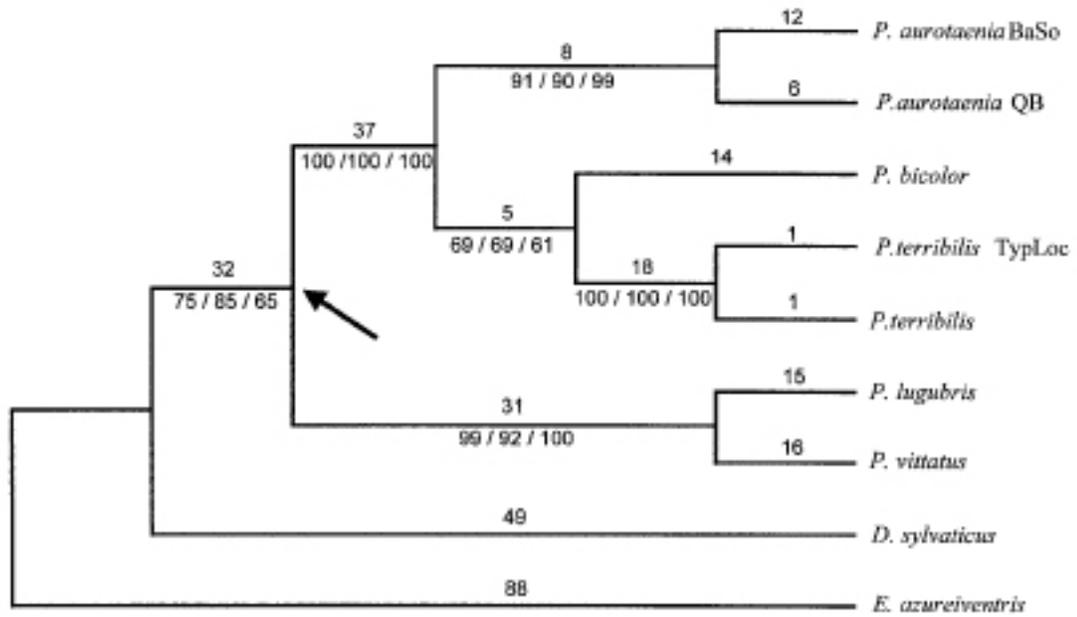 12
P. aurotaenia BaSo
8
91 / 90 / 99
6
P.aurotaenia QB
37
100 /100 / 100
14
P. bicolor
5
69 / 69 / 61
1
P.terribilis TypLoc
18
100 / 100 / 100
1
P.terribilis
32
75 / 85 / 65
15
P. lugubris
31
99 / 92 / 100
16
P. vittatus
49
D. sylvaticus
88
E. azureiventris